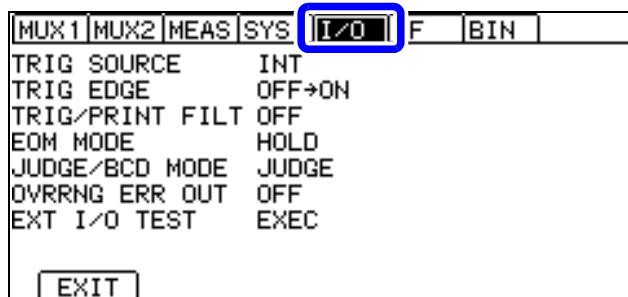 MUX1 MUX2 MEAS SYS I/O F BIN
TRIG SOURCE INT
TRIG EDGE OFF→ON
TRIG/PRINT FILT OFF
EOM MODE HOLD
JUDGE/BCD MODE JUDGE
OVRRNG ERR OUT OFF
EXT I/O TEST EXEC
EXIT